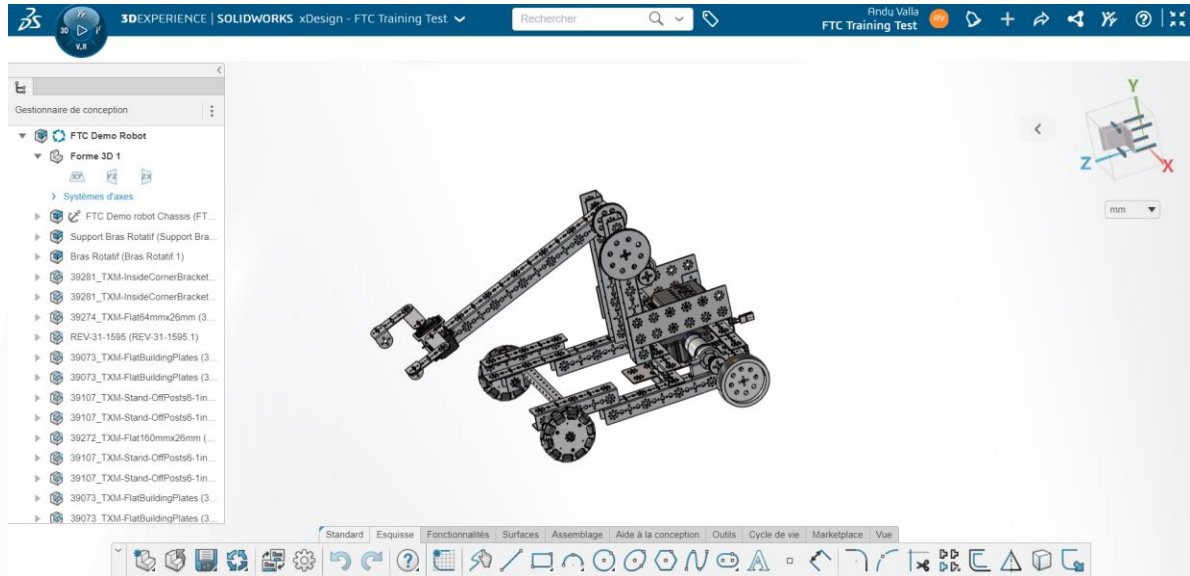 3DEXPERIENCE | SOLIDWORKS xDesign - FTC Training Test
Rechercher
Andy Valla
FTC Training Test
3D
V.R
Gestionnaire de conception
FTC Demo Robot
Forme 3D 1
XY YZ ZX
Systèmes d'axes
FTC Demo robot Chassis (FT...
Support Bras Rotatif (Support Bra...
Bras Rotatif (Bras Rotatif.1)
39281_TXM-InsideCornerBracket...
39281_TXM-InsideCornerBracket...
39274_TXM-Flat64mmx26mm (3...
REV-31-1595 (REV-31-1595.1)
39073_TXM-FlatBuildingPlates (3...
39073_TXM-FlatBuildingPlates (3...
39107_TXM-Stand-OffPosts6-1in...
39107_TXM-Stand-OffPosts6-1in...
39272_TXM-Flat160mmx26mm (...
39107_TXM-Stand-OffPosts6-1in...
39107_TXM-Stand-OffPosts6-1in...
39073_TXM-FlatBuildingPlates (3...
39073_TXM-FlatBuildingPlates (3...
Y
Z
X
mm
Standard Esquisse Fonctionnalités Surfaces Assemblage Aide à la conception Outils Cycle de vie Marketplace Vue